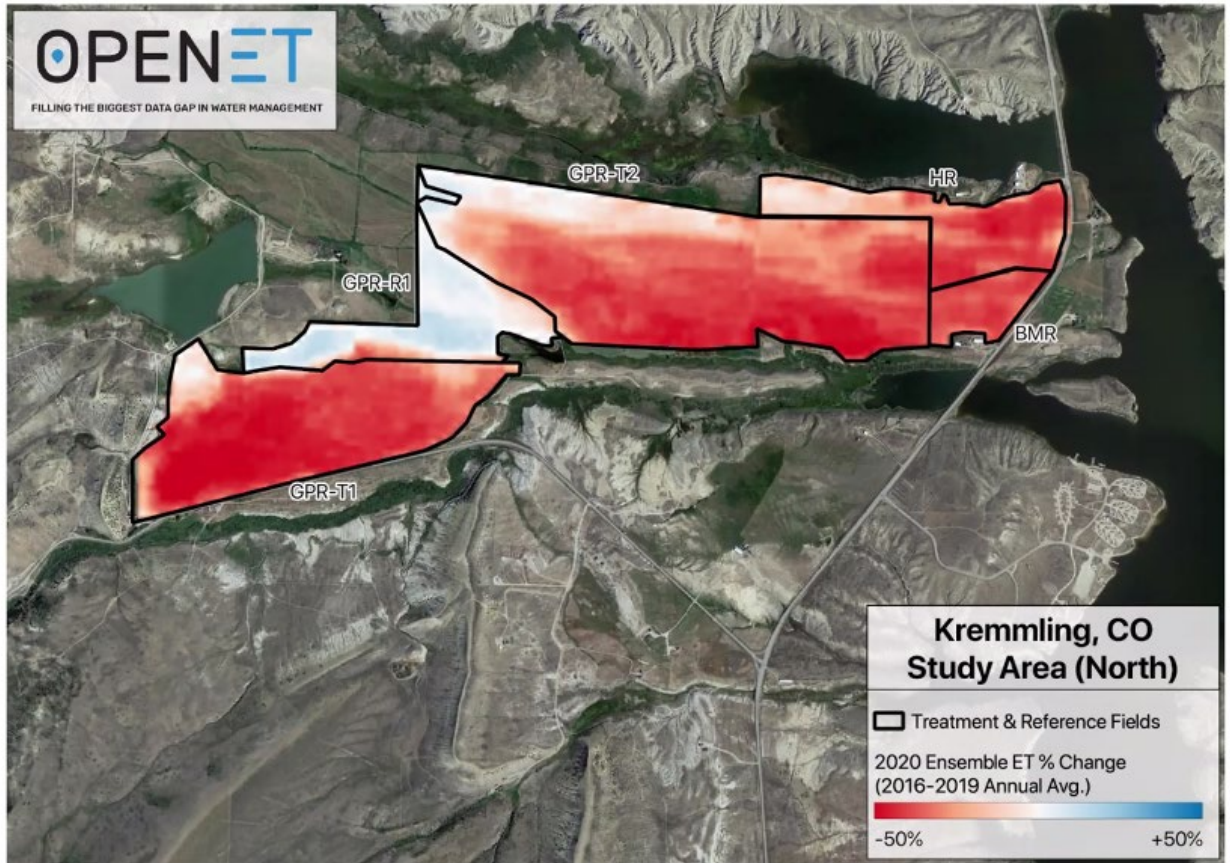 OPENET
FILLING THE BIGGEST DATA GAP IN WATER MANAGEMENT
GPR-T2
HR
GPR-R1
BMR
GPR-T1
Kremmling, CO
Study Area (North)
Treatment & Reference Fields
2020 Ensemble ET % Change
(2016-2019 Annual Avg.)
-50%
+50%